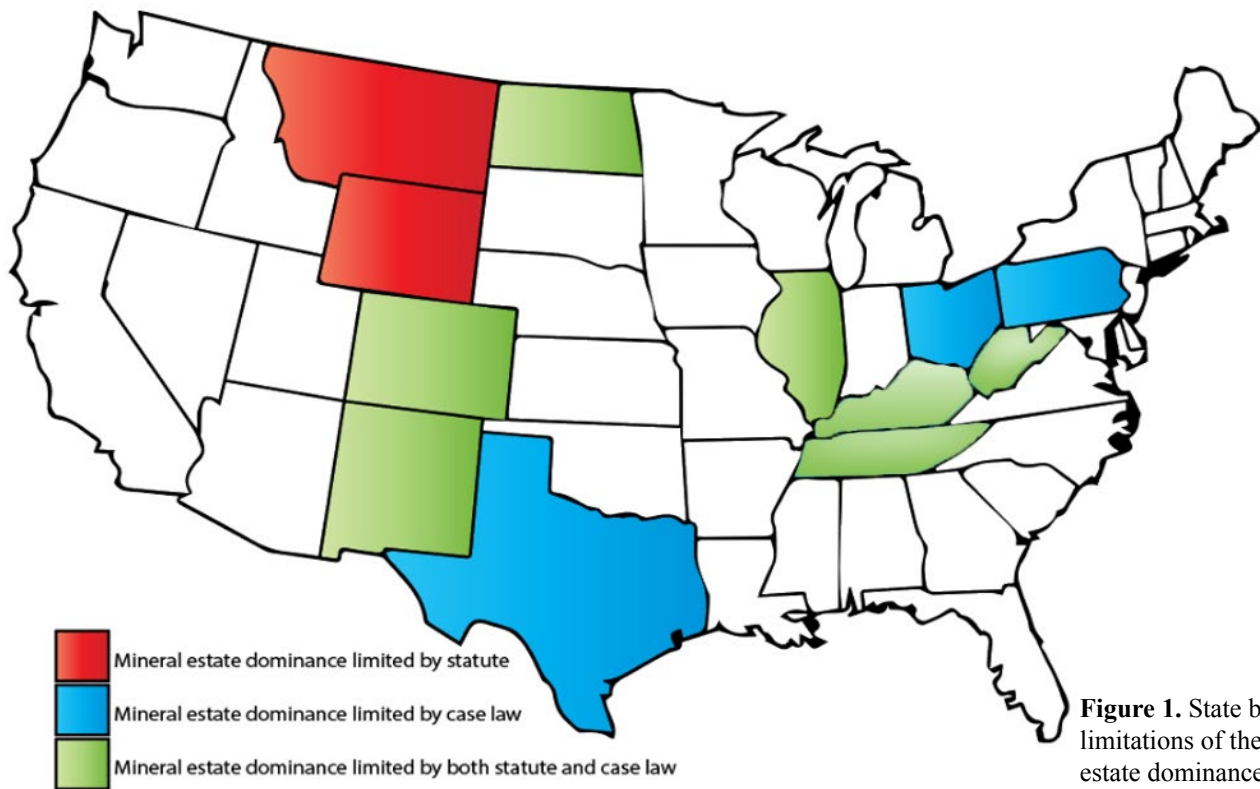 Mineral estate dominance limited by statute
Mineral estate dominance limited by case law
Mineral estate dominance limited by both statute and case law
Figure 1. State b
limitations of the
estate dominance